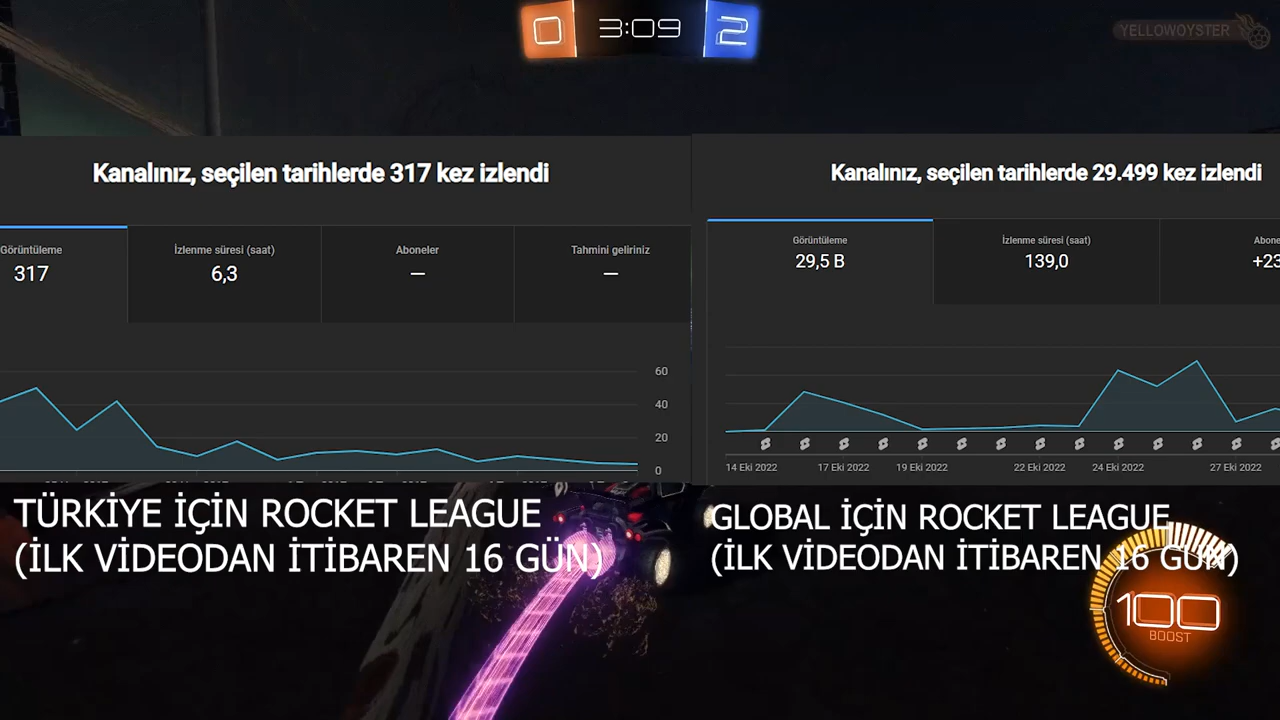 0
3:09
2
YELLOWOYSTER
Kanalınız, seçilen tarihlerde 317 kez izlendi
Görüntüleme
317
İzlenme süresi (saat)
6,3
Aboneler
—
Tahmini geliriniz
—
60
40
20
0
Kanalınız, seçilen tarihlerde 29.499 kez izlendi
Görüntüleme
29,5 B
İzlenme süresi (saat)
139,0
Abone
+23
14 Eki 2022
17 Eki 2022
19 Eki 2022
22 Eki 2022
24 Eki 2022
27 Eki 2022
TÜRKİYE İÇİN ROCKET LEAGUE
(İLK VİDEODAN İTİBAREN 16 GÜN)
GLOBAL İÇİN ROCKET LEAGUE
(İLK VİDEODAN İTİBAREN 16 GÜN)
100
BOOST